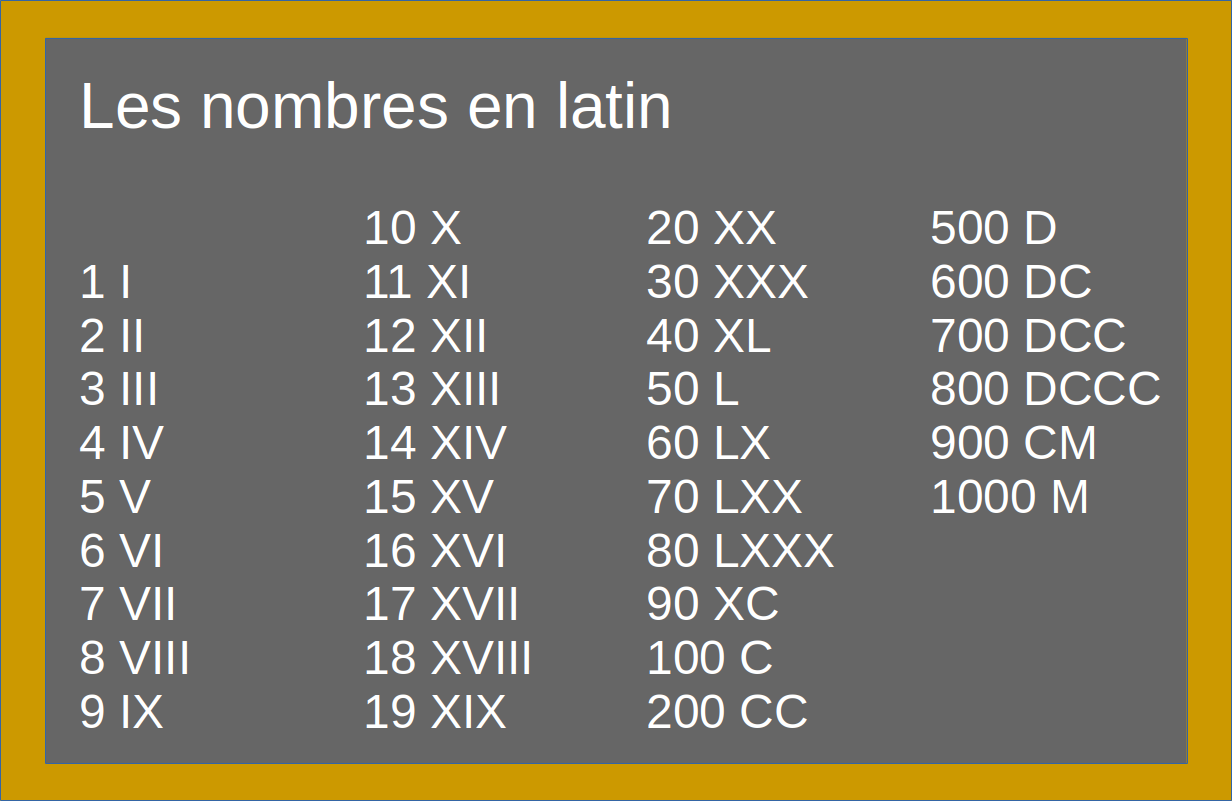 Les nombres en latin
1 I
2 II
3 III
4 IV
5 V
6 VI
7 VII
8 VIII
9 IX
10 X
11 XI
12 XII
13 XIII
14 XIV
15 XV
16 XVI
17 XVII
18 XVIII
19 XIX
20 XX
30 XXX
40 XL
50 L
60 LX
70 LXX
80 LXXX
90 XC
100 C
200 CC
500 D
600 DC
700 DCC
800 DCCC
900 CM
1000 M